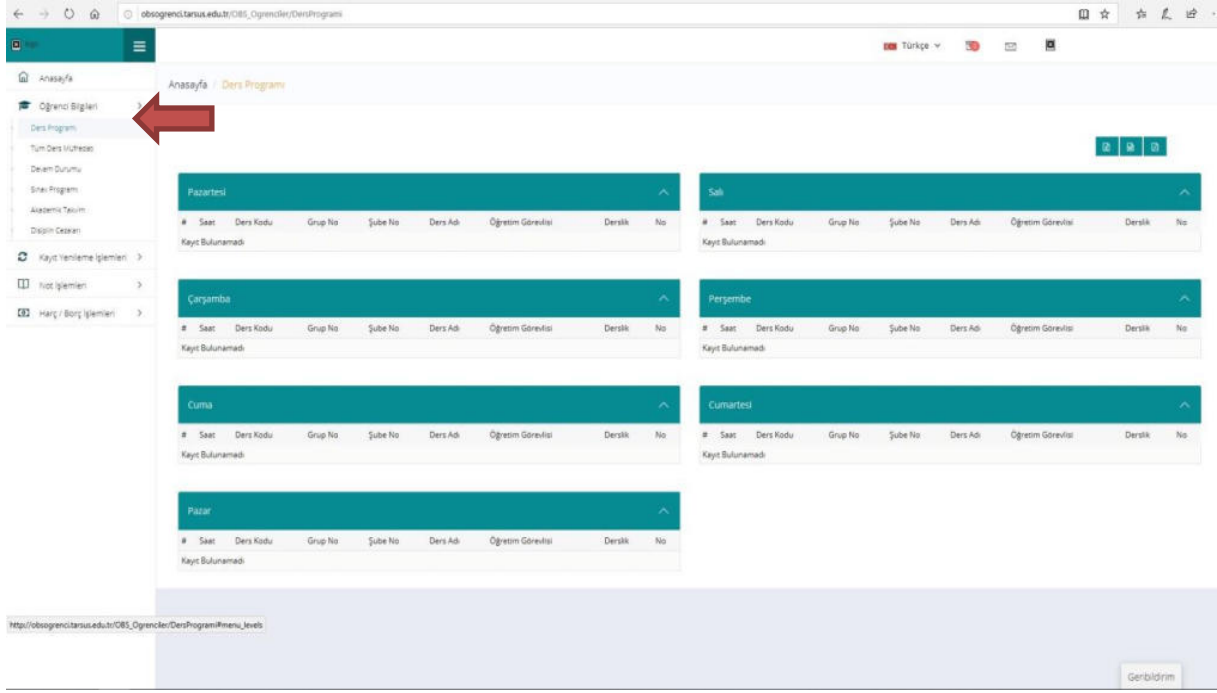 obsogrenci.tarsus.edu.tr/OBS_Ogrenciler/DersProgrami
Türkçe
Anasayfa
Anasayfa / Ders Programı
Öğrenci Bilgileri
Ders Programı
Tüm Ders Müfredatı
Devam Durumu
Sınav Programı
Akademik Takvim
Disiplin Cezaları
Kayıt Yenileme İşlemleri
Not İşlemleri
Harç / Borç İşlemleri
Pazartesi
# Saat Ders Kodu Grup No Şube No Ders Adı Öğretim Görevlisi Derslik No
Kayıt Bulunamadı
Salı
# Saat Ders Kodu Grup No Şube No Ders Adı Öğretim Görevlisi Derslik No
Kayıt Bulunamadı
Çarşamba
# Saat Ders Kodu Grup No Şube No Ders Adı Öğretim Görevlisi Derslik No
Kayıt Bulunamadı
Perşembe
# Saat Ders Kodu Grup No Şube No Ders Adı Öğretim Görevlisi Derslik No
Kayıt Bulunamadı
Cuma
# Saat Ders Kodu Grup No Şube No Ders Adı Öğretim Görevlisi Derslik No
Kayıt Bulunamadı
Cumartesi
# Saat Ders Kodu Grup No Şube No Ders Adı Öğretim Görevlisi Derslik No
Kayıt Bulunamadı
Pazar
# Saat Ders Kodu Grup No Şube No Ders Adı Öğretim Görevlisi Derslik No
Kayıt Bulunamadı
http://obsogrenci.tarsus.edu.tr/OBS_Ogrenciler/DersProgrami#menu_levels
Geribildirim